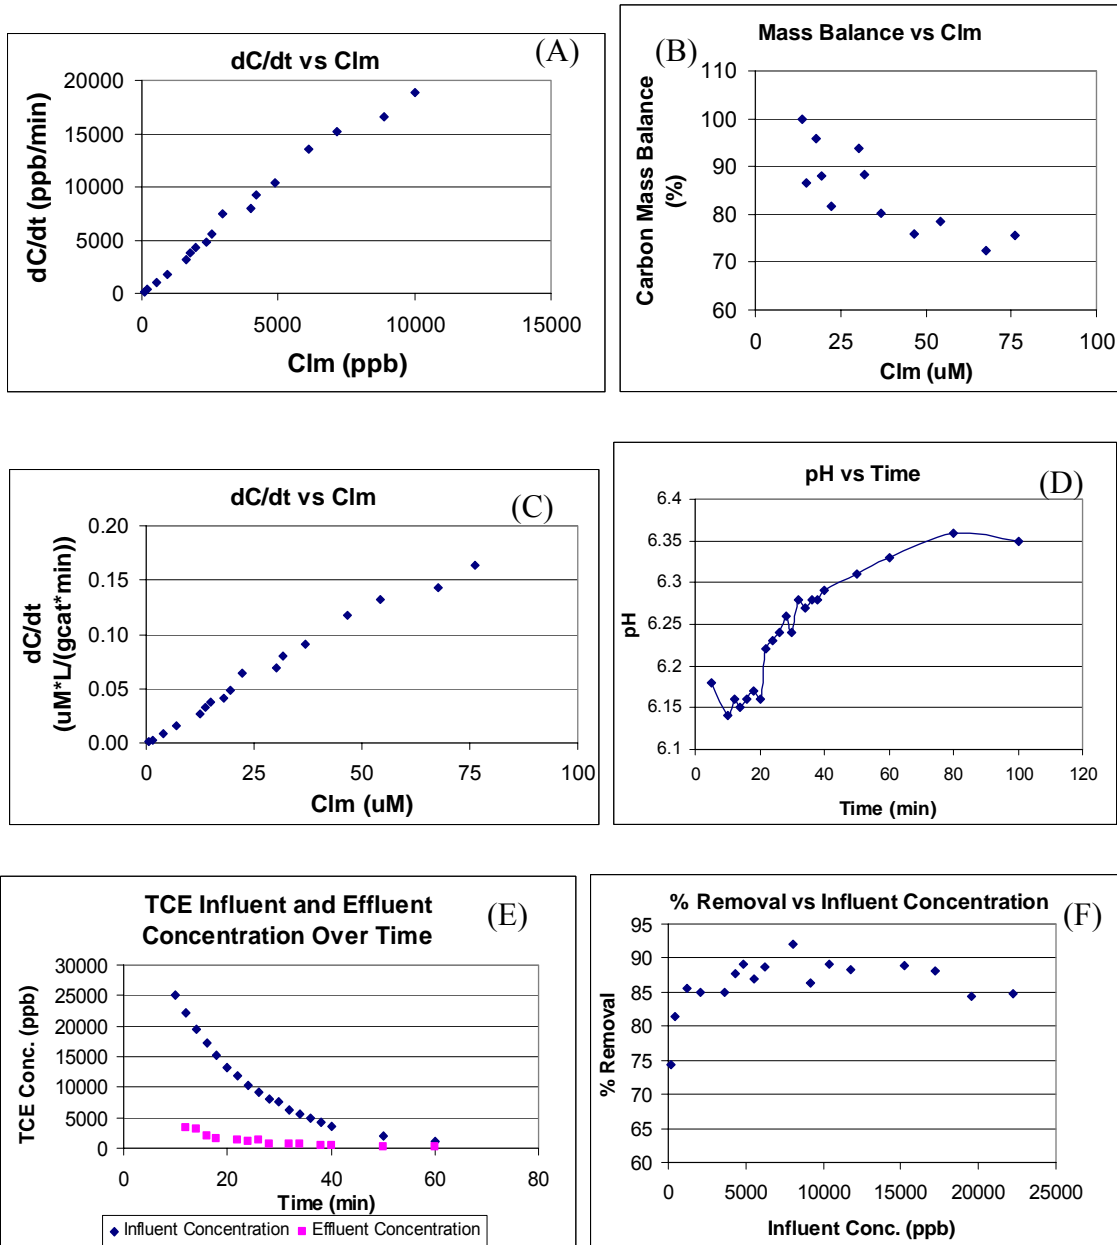 dC/dt vs Clm
(A)
dC/dt (ppb/min)
20000
15000
10000
5000
0
0 5000 10000 15000
Clm (ppb)
Mass Balance vs Clm
(B)
Carbon Mass Balance
(%)
110
100
90
80
70
60
0 25 50 75 100
Clm (uM)
dC/dt vs Clm
(C)
dC/dt
(uM*L/(gcat*min))
0.20
0.15
0.10
0.05
0.00
0 25 50 75 100
Clm (uM)
pH vs Time
(D)
pH
6.4
6.35
6.3
6.25
6.2
6.15
6.1
0 20 40 60 80 100 120
Time (min)
TCE Influent and Effluent
Concentration Over Time
(E)
TCE Conc. (ppb)
30000
25000
20000
15000
10000
5000
0
0 20 40 60 80
Time (min)
Influent Concentration Effluent Concentration
% Removal vs Influent Concentration
(F)
% Removal
95
90
85
80
75
70
65
60
0 5000 10000 15000 20000 25000
Influent Conc. (ppb)